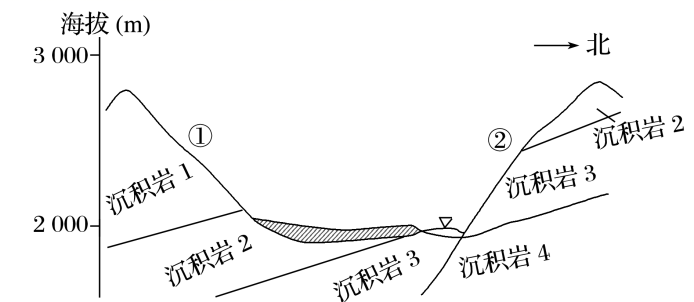 海拔 (m)
北
3 000
①
②
沉积岩 2
沉积岩 1
沉积岩 3
2 000
沉积岩 2
沉积岩 3
沉积岩 4